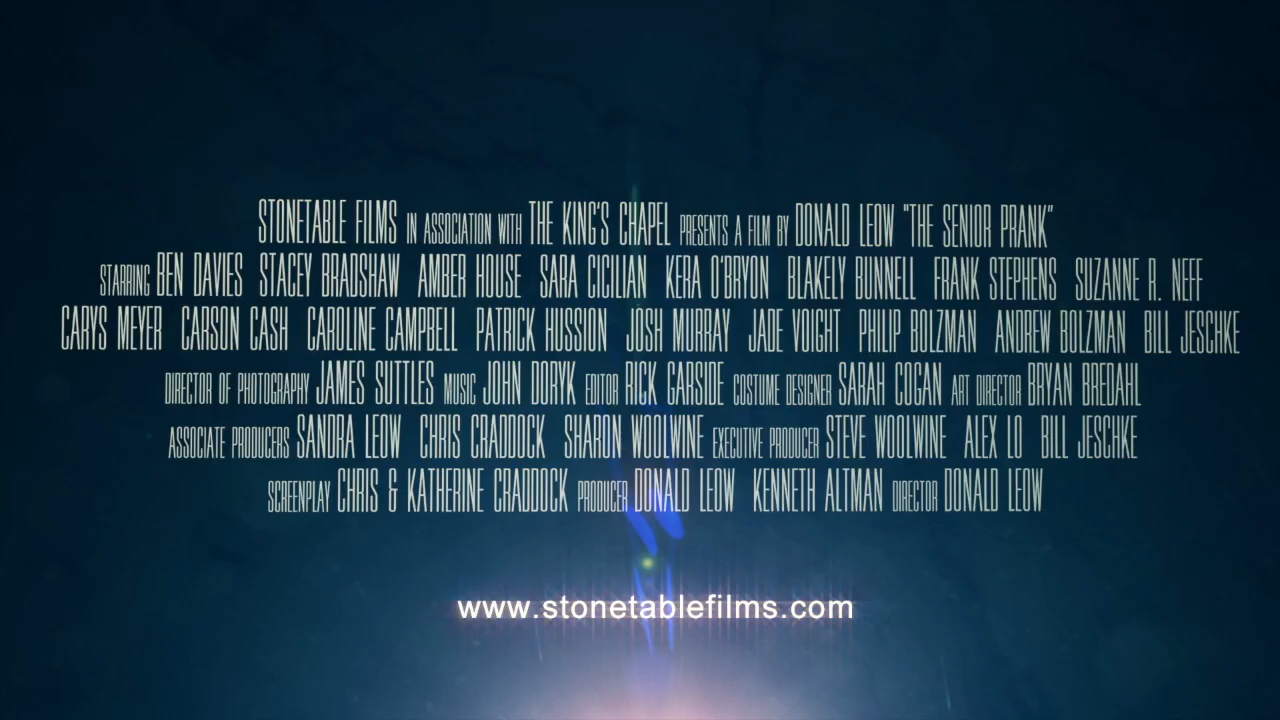 STONETABLE FILMS IN ASSOCIATION WITH THE KING'S CHAPEL PRESENTS A FILM BY DONALD LEOW "THE SENIOR PRANK"
STARRING BEN DAVIES STACEY BRADSHAW AMBER HOUSE SARA CICILIAN KERA O'BRYON BLAKELY BUNNELL FRANK STEPHENS SUZANNE R. NEFF
CARYS MEYER CARSON CASH CAROLINE CAMPBELL PATRICK HUSSION JOSH MURRAY JADE VOIGHT PHILIP BOLZMAN ANDREW BOLZMAN BILL JESCHKE
DIRECTOR OF PHOTOGRAPHY JAMES SUTTLES MUSIC JOHN DORYK EDITOR RICK GARSIDE COSTUME DESIGNER SARAH COGAN ART DIRECTOR BRYAN BREDAHL
ASSOCIATE PRODUCERS SANDRA LEOW CHRIS CRADDOCK SHARON WOOLWINE EXECUTIVE PRODUCER STEVE WOOLWINE ALEX LO BILL JESCHKE
SCREENPLAY CHRIS & KATHERINE CRADDOCK PRODUCER DONALD LEOW KENNETH ALTMAN DIRECTOR DONALD LEOW
www.stonetablefilms.com